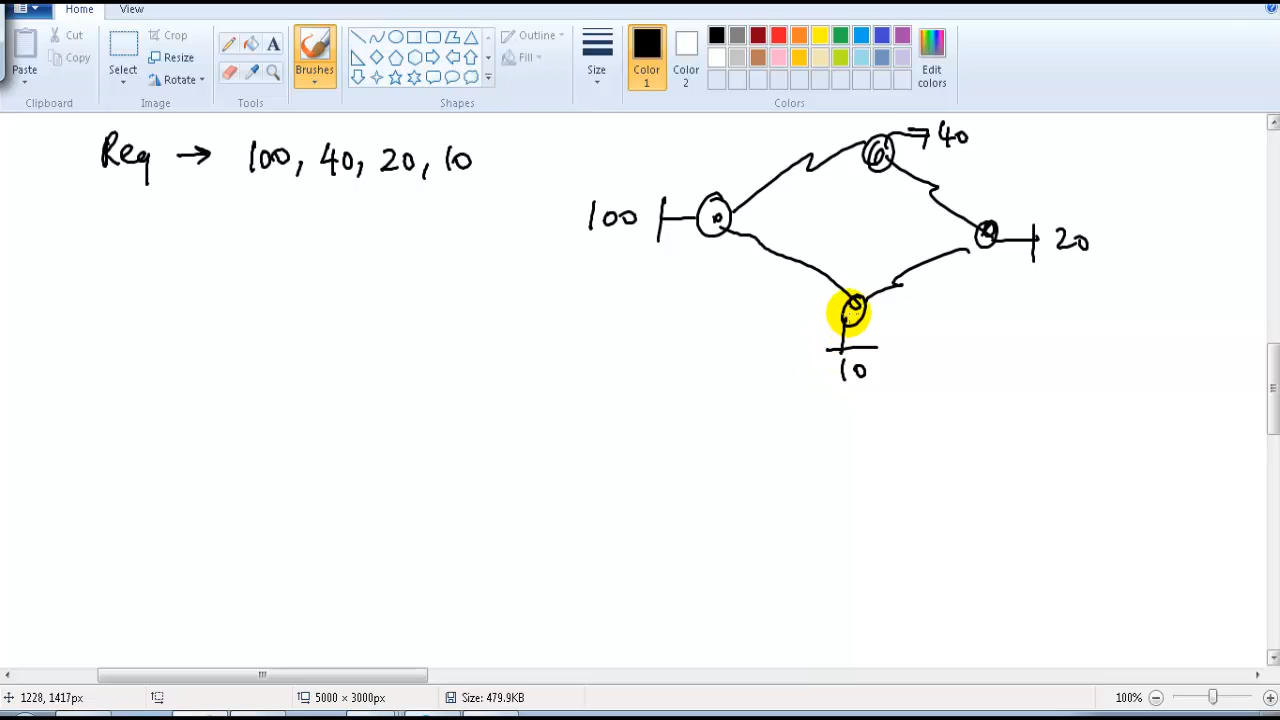 Home
View
Cut
Copy
Paste
Clipboard
Select
Crop
Resize
Rotate
Image
A
Tools
Brushes
Outline
Fill
Shapes
Size
Color 1
Color 2
Edit colors
Colors
Req → 100, 40, 20, 10
40
100
20
10
1228, 1417px
5000 × 3000px
Size: 479.9KB
100%